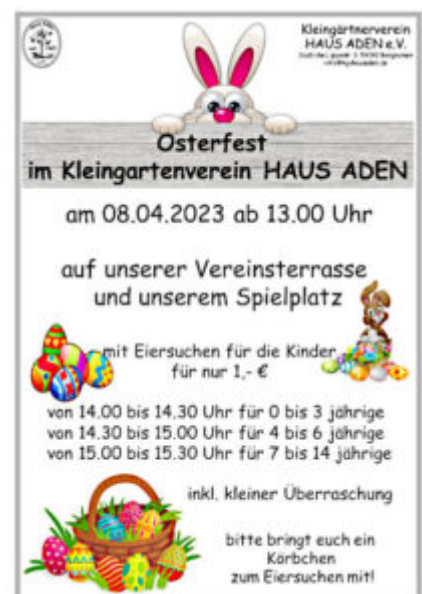 Kleingärtnerverein
HAUS ADEN e.V.
Osterfest
im Kleingartenverein HAUS ADEN
am 08.04.2023 ab 13.00 Uhr
auf unserer Vereinsterrasse
und unserem Spielplatz
mit Eiersuchen für die Kinder
für nur 1,- €
von 14.00 bis 14.30 Uhr für 0 bis 3 jährige
von 14.30 bis 15.00 Uhr für 4 bis 6 jährige
von 15.00 bis 15.30 Uhr für 7 bis 14 jährige
inkl. kleiner Überraschung
bitte bringt euch ein
Körbchen
zum Eiersuchen mit!